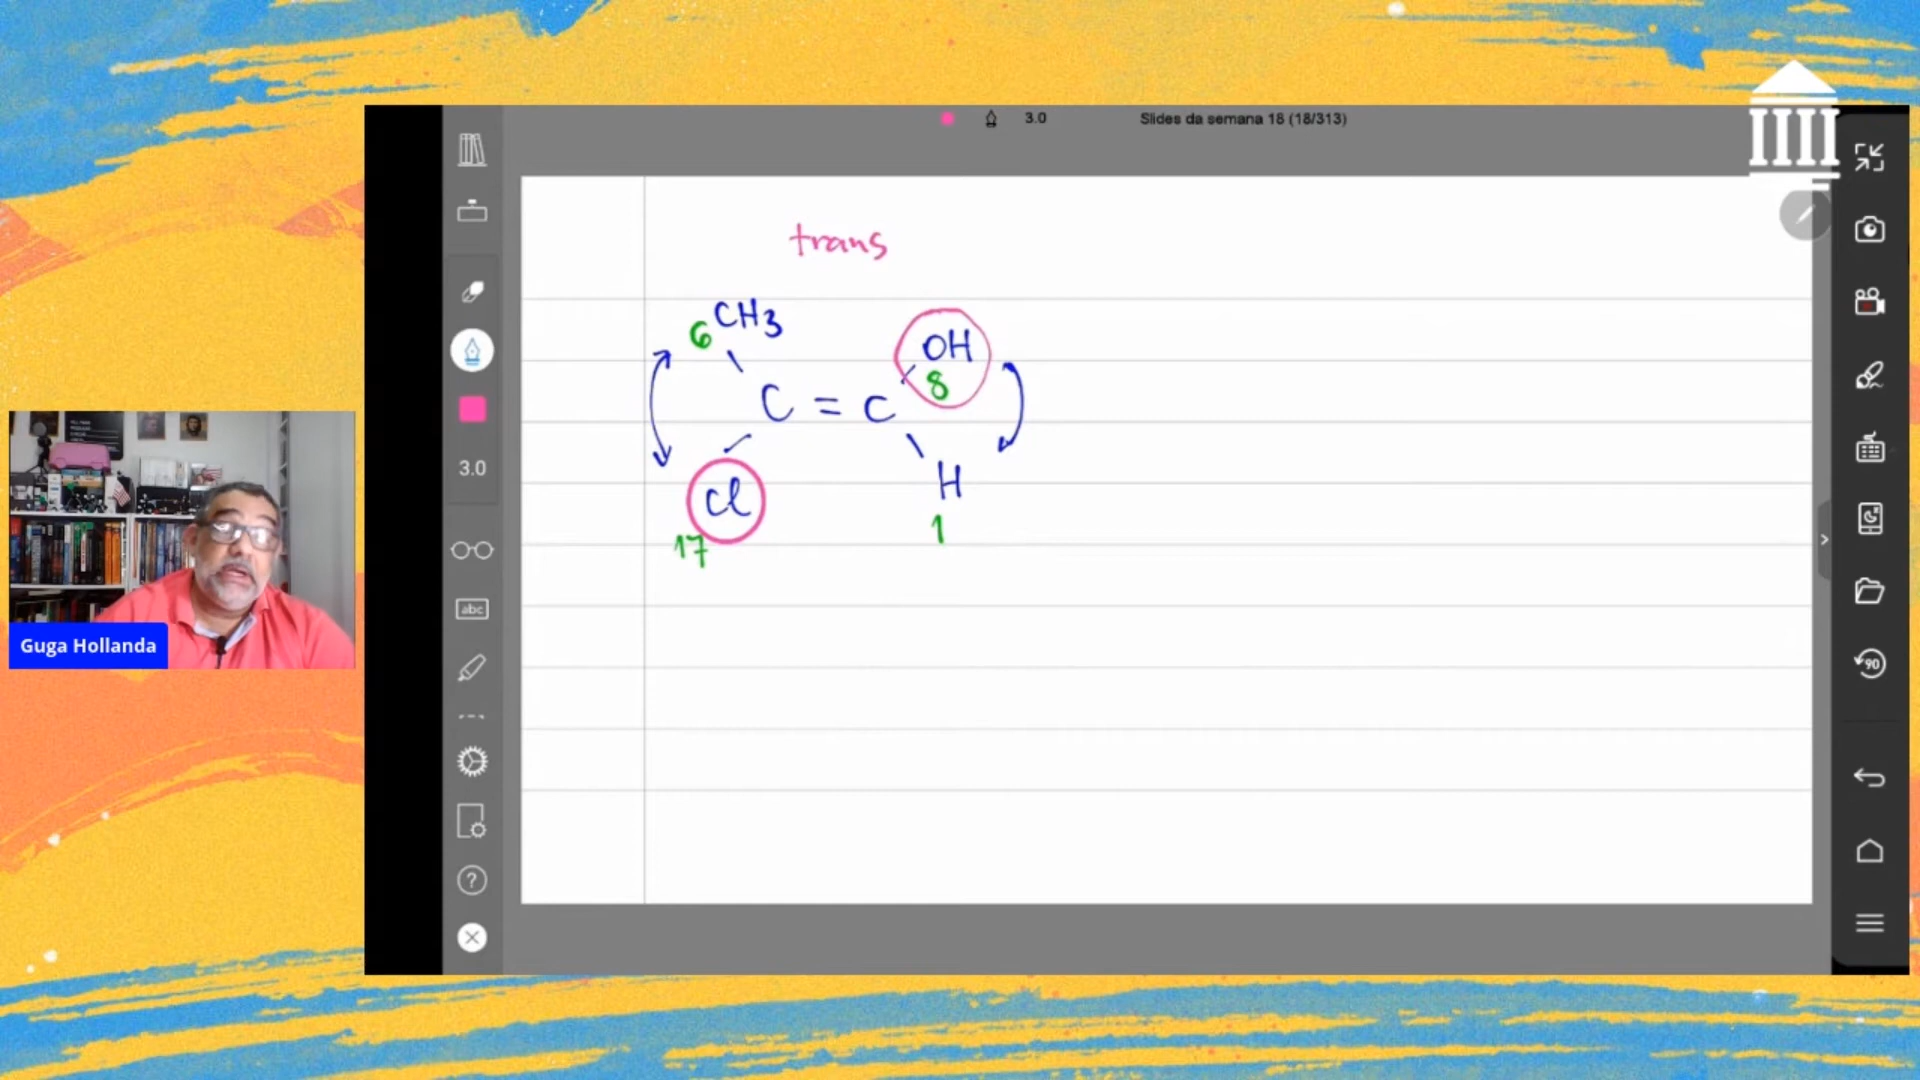 3.0 Slides da semana 18 (18/313)
trans
6 CH3
OH
8
C = C
3.0
Cl
H
17
1
abc
Guga Hollanda
90
?